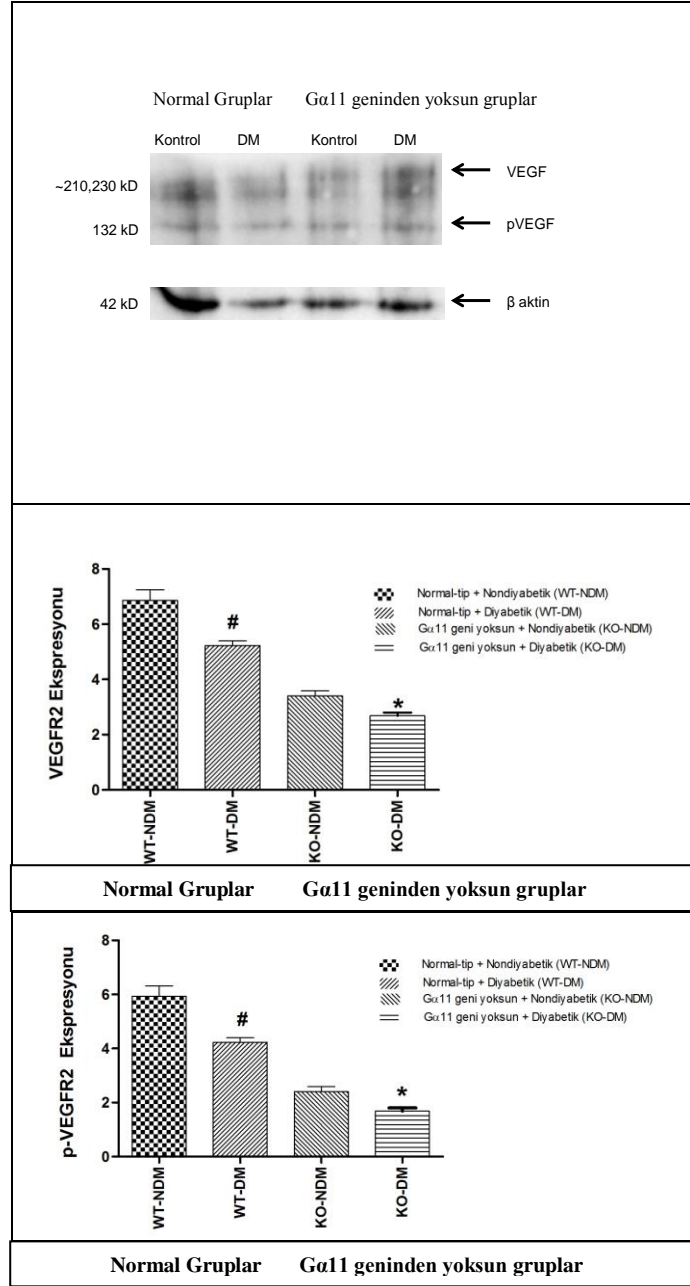 Normal Gruplar Gα11 geninden yoksun gruplar
Kontrol DM Kontrol DM
VEGF
~210,230 kD
132 kD
pVEGF
42 kD
β aktin
VEGFR2 Ekspresyonu
8
6
4
2
0
#
*
Normal-tip + Nondiyabetik (WT-NDM)
Normal-tip + Diyabetik (WT-DM)
Gα11 geni yoksun + Nondiyabetik (KO-NDM)
Gα11 geni yoksun + Diyabetik (KO-DM)
WT-NDM
WT-DM
KO-NDM
KO-DM
Normal Gruplar Gα11 geninden yoksun gruplar
p-VEGFR2 Ekspresyonu
8
6
4
2
0
#
*
Normal-tip + Nondiyabetik (WT-NDM)
Normal-tip + Diyabetik (WT-DM)
Gα11 geni yoksun + Nondiyabetik (KO-NDM)
Gα11 geni yoksun + Diyabetik (KO-DM)
WT-NDM
WT-DM
KO-NDM
KO-DM
Normal Gruplar Gα11 geninden yoksun gruplar